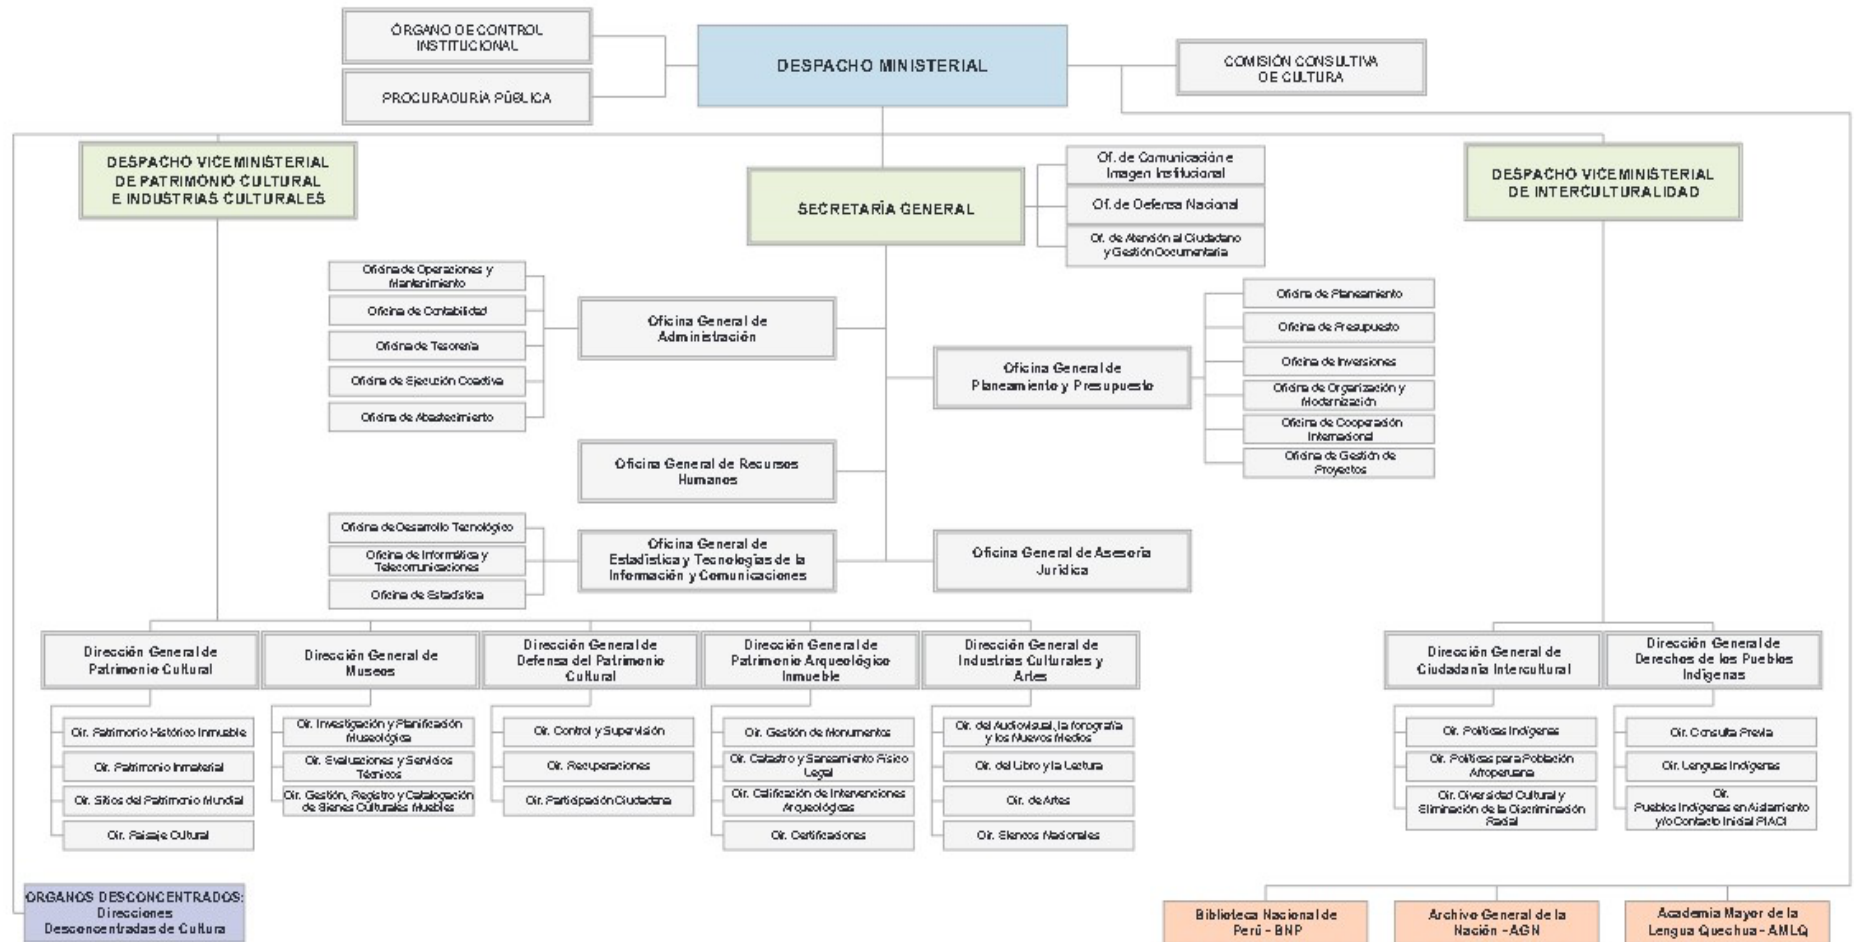 ÓRGANO DE CONTROL
INSTITUCIONAL
PROCURADURÍA PÚBLICA
DESPACHO MINISTERIAL
COMISIÓN CONSULTIVA
DE CULTURA
DESPACHO VICEMINISTERIAL
DE PATRIMONIO CULTURAL
E INDUSTRIAS CULTURALES
SECRETARÍA GENERAL
Of. de Comunicación e
Imagen Institucional
Of. de Defensa Nacional
Of. de Atención al Ciudadano
y Gestión Documentaria
DESPACHO VICEMINISTERIAL
DE INTERCULTURALIDAD
Oficina de Operaciones y
Mantenimiento
Oficina de Contabilidad
Oficina de Tesorería
Oficina de Ejecución Coactiva
Oficina de Abastecimiento
Oficina General de
Administración
Oficina General de
Planeamiento y Presupuesto
Oficina de Planeamiento
Oficina de Presupuesto
Oficina de Inversiones
Oficina de Organización y
Modernización
Oficina de Cooperación
Internacional
Oficina de Gestión de
Proyectos
Oficina General de Recursos
Humanos
Oficina de Desarrollo Tecnológico
Oficina de Informática y
Telecomunicaciones
Oficina de Estadística
Oficina General de
Estadística y Tecnologías de la
Información y Comunicaciones
Oficina General de Asesoría
Jurídica
Dirección General de
Patrimonio Cultural
Dir. Patrimonio Histórico Inmueble
Dir. Patrimonio Inmaterial
Dir. Sitios del Patrimonio Mundial
Dir. Paisaje Cultural
Dirección General de
Museos
Dir. Investigación y Planificación
Museológica
Dir. Evaluaciones y Servicios
Técnicos
Dir. Gestión, Registro y Catalogación
de Bienes Culturales Muebles
Dirección General de
Defensa del Patrimonio
Cultural
Dir. Control y Supervisión
Dir. Recuperaciones
Dir. Participación Ciudadana
Dirección General de
Patrimonio Arqueológico
Inmueble
Dir. Gestión de Monumentos
Dir. Catastro y Saneamiento Físico
Legal
Dir. Calificación de Intervenciones
Arqueológicas
Dir. Certificaciones
Dirección General de
Industrias Culturales y
Artes
Dir. del Audiovisual, la fonografía
y los Nuevos Medios
Dir. del Libro y la Lectura
Dir. de Artes
Dir. Elencos Nacionales
Dirección General de
Ciudadanía Intercultural
Dir. Políticas Indígenas
Dir. Políticas para Población
Afroperuana
Dir. Diversidad Cultural y
Eliminación de la Discriminación
Racial
Dirección General de
Derechos de los Pueblos
Indígenas
Dir. Consulta Previa
Dir. Lenguas Indígenas
Dir.
Pueblos Indígenas en Aislamiento
y/o Contacto Inicial PIACI
ORGANOS DESCONCENTRADOS:
Direcciones
Desconcentradas de Cultura
Biblioteca Nacional de
Perú - BNP
Archivo General de la
Nación - AGN
Academia Mayor de la
Lengua Quechua - AMLQ